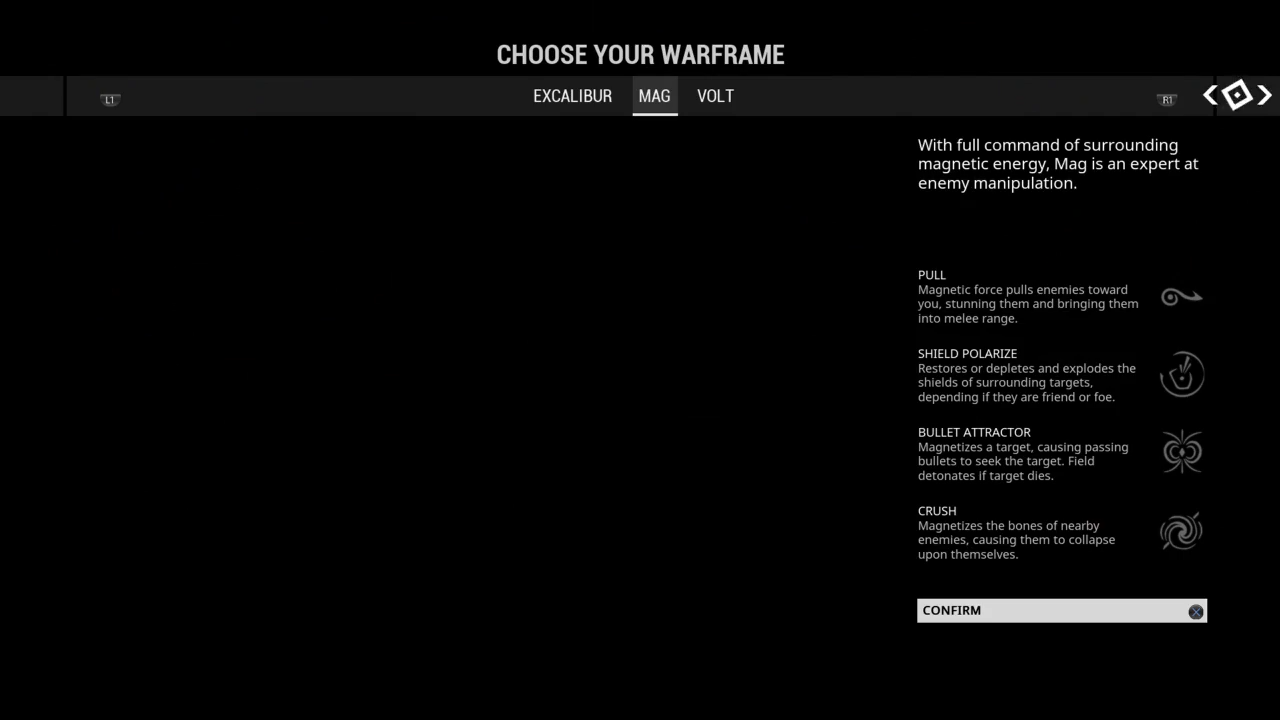 CHOOSE YOUR WARFRAME
L1
EXCALIBUR
MAG
VOLT
R1
With full command of surrounding
magnetic energy, Mag is an expert at
enemy manipulation.
PULL
Magnetic force pulls enemies toward
you, stunning them and bringing them
into melee range.
SHIELD POLARIZE
Restores or depletes and explodes the
shields of surrounding targets,
depending if they are friend or foe.
BULLET ATTRACTOR
Magnetizes a target, causing passing
bullets to seek the target. Field
detonates if target dies.
CRUSH
Magnetizes the bones of nearby
enemies, causing them to collapse
upon themselves.
CONFIRM